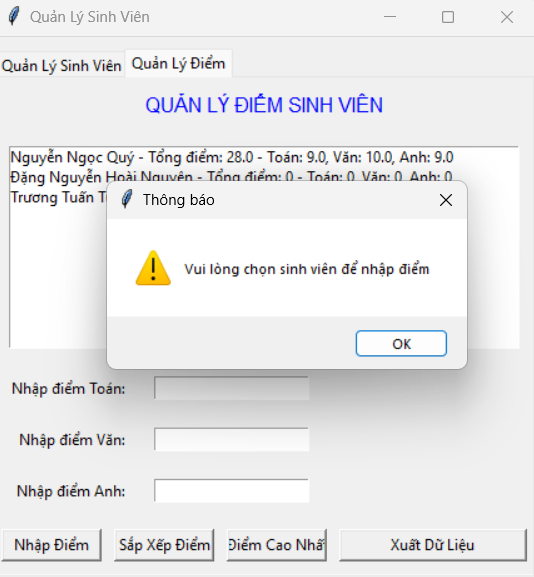 Quản Lý Sinh Viên
Quản Lý Sinh Viên
Quản Lý Điểm
QUẢN LÝ ĐIỂM SINH VIÊN
Nguyễn Ngọc Quý - Tổng điểm: 28.0 - Toán: 9.0, Văn: 10.0, Anh: 9.0
Đặng Nguyễn Hoài Nguyên - Tổng điểm: 0 - Toán: 0, Văn: 0, Anh: 0
Trương Tuấn
Thông báo
Vui lòng chọn sinh viên để nhập điểm
OK
Nhập điểm Toán:
Nhập điểm Văn:
Nhập điểm Anh:
Nhập Điểm
Sắp Xếp Điểm
Điểm Cao Nhấ
Xuất Dữ Liệu